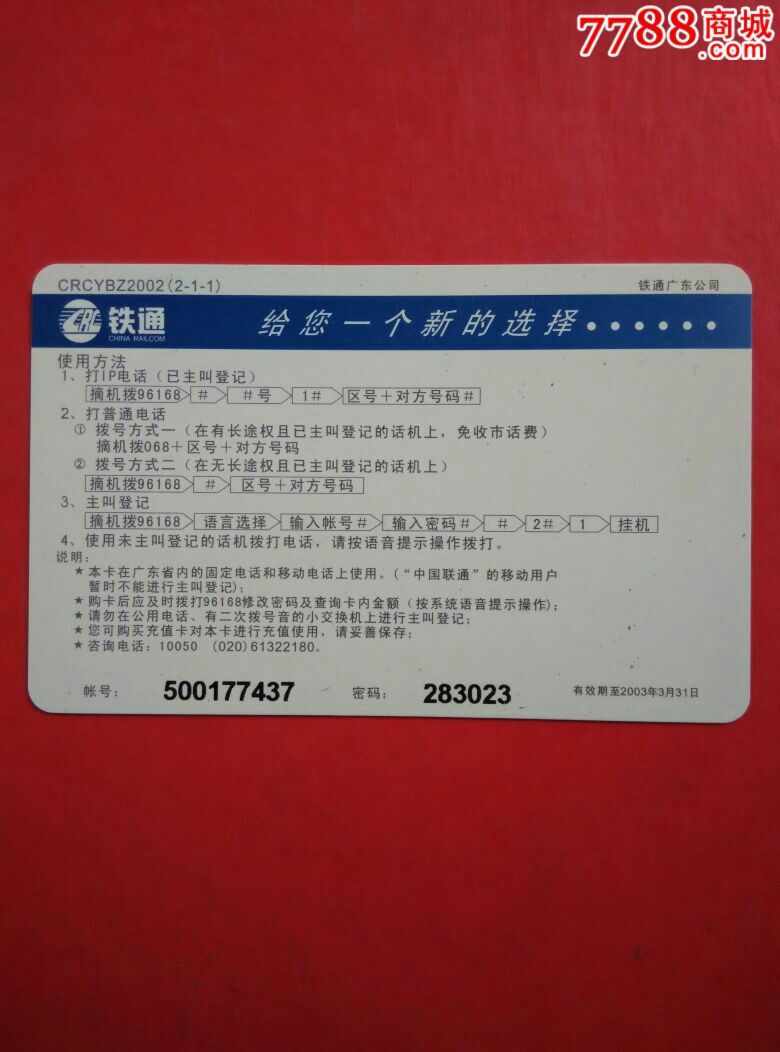 7788商城
.com
CRCYBZ2002(2-1-1) 铁通广东公司
CRC 铁通 CHINA RAILCOM 给您一个新的选择······
使用方法
1、打IP电话（已主叫登记）
摘机拨96168 # #号 1# 区号＋对方号码#
2、打普通电话
① 拨号方式一（在有长途权且已主叫登记的话机上，免收市话费）
摘机拨068＋区号＋对方号码
② 拨号方式二（在无长途权且已主叫登记的话机上）
摘机拨96168 # 区号＋对方号码
3、主叫登记
摘机拨96168 语言选择 输入帐号# 输入密码# # 2# 1 挂机
4、使用未主叫登记的话机拨打电话，请按语音提示操作拨打。
说明：
★本卡在广东省内的固定电话和移动电话上使用。(“中国联通”的移动用户
暂时不能进行主叫登记)；
★购卡后应及时拨打96168修改密码及查询卡内金额（按系统语音提示操作)；
★请勿在公用电话、有二次拨号音的小交换机上进行主叫登记；
★您可购买充值卡对本卡进行充值使用，请妥善保存；
★咨询电话：10050 (020)61322180。
帐号： 500177437 密码： 283023 有效期至2003年3月31日